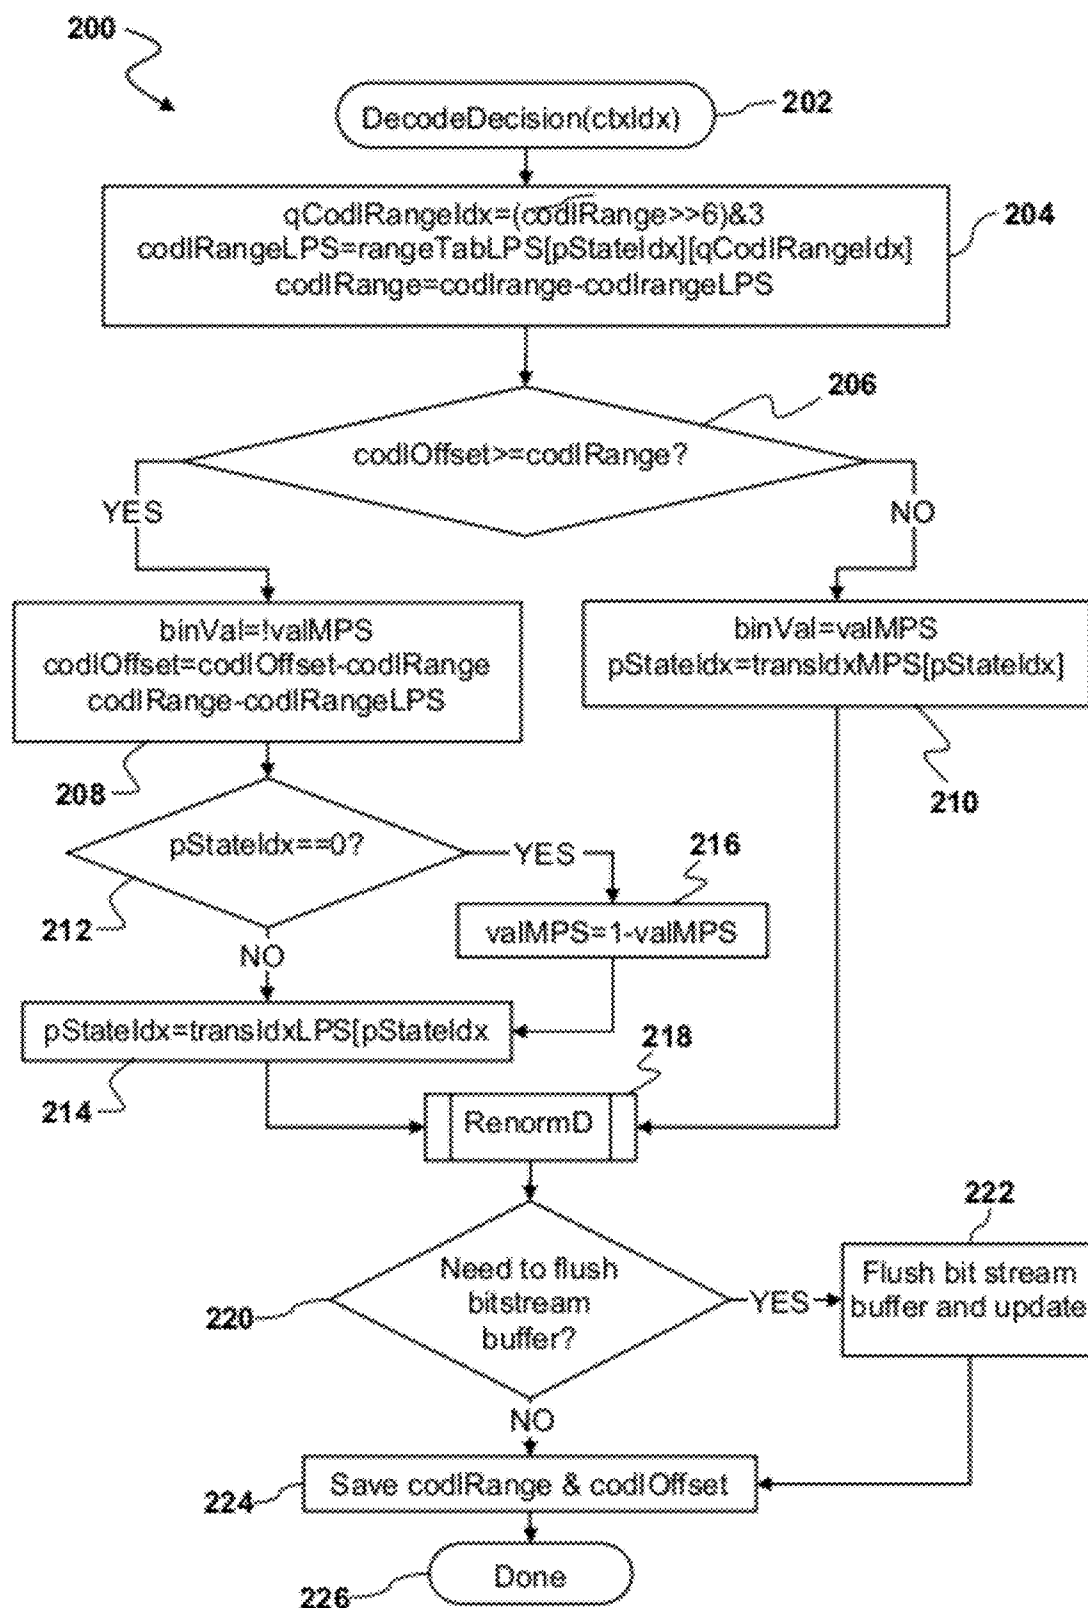 200
DecodeDecision(ctxIdx)
202
qCodIRangeIdx=(codIRange>>6)&3
codIRangeLPS=rangeTabLPS[pStateIdx][qCodIRangeIdx]
codIRange=codIrange-codIrangeLPS
204
206
codIOffset>=codIRange?
YES
NO
binVal=!valMPS
codIOffset=codIOffset-codIRange
codIRange-codIRangeLPS
208
binVal=valMPS
pStateIdx=transIdxMPS[pStateIdx]
210
pStateIdx==0?
YES
216
212
NO
valMPS=1-valMPS
pStateIdx=transIdxLPS[pStateIdx
214
218
RenormD
222
Need to flush
bitstream
buffer?
220
YES
Flush bit stream
buffer and update
NO
Save codIRange & codIOffset
224
Done
226